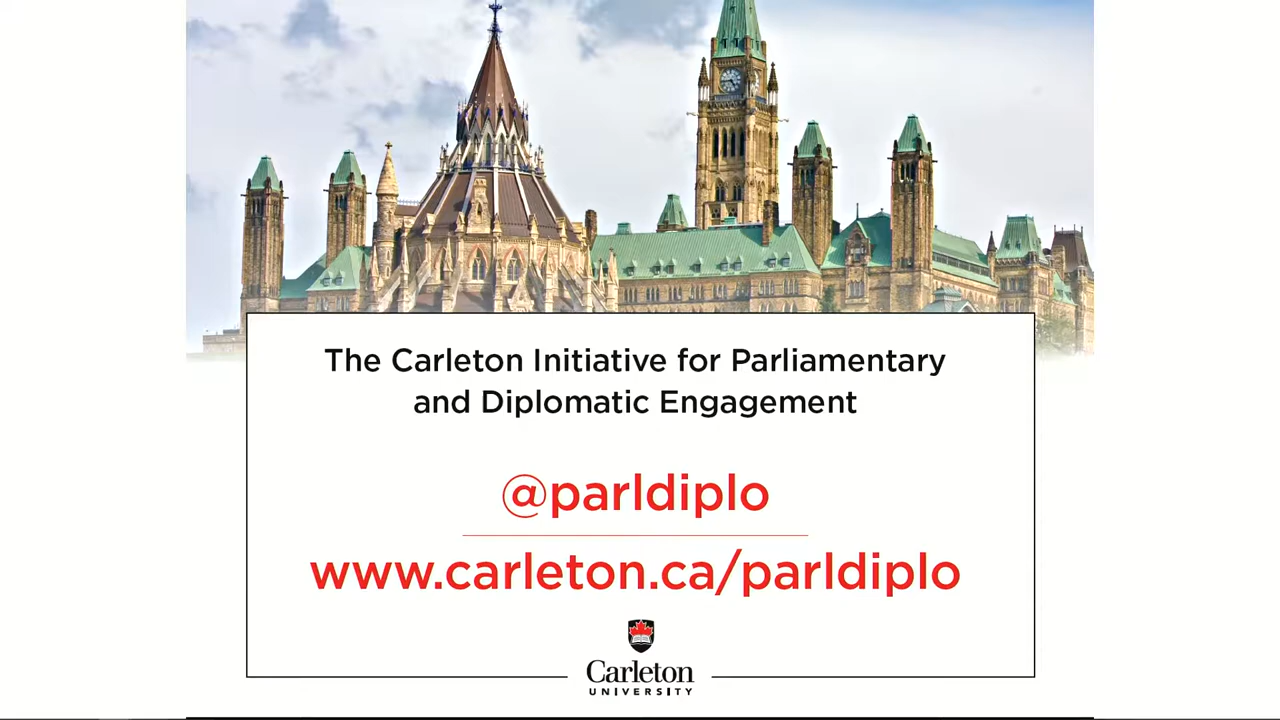 The Carleton Initiative for Parliamentary
and Diplomatic Engagement
@parldiplo
www.carleton.ca/parldiplo
Carleton
UNIVERSITY